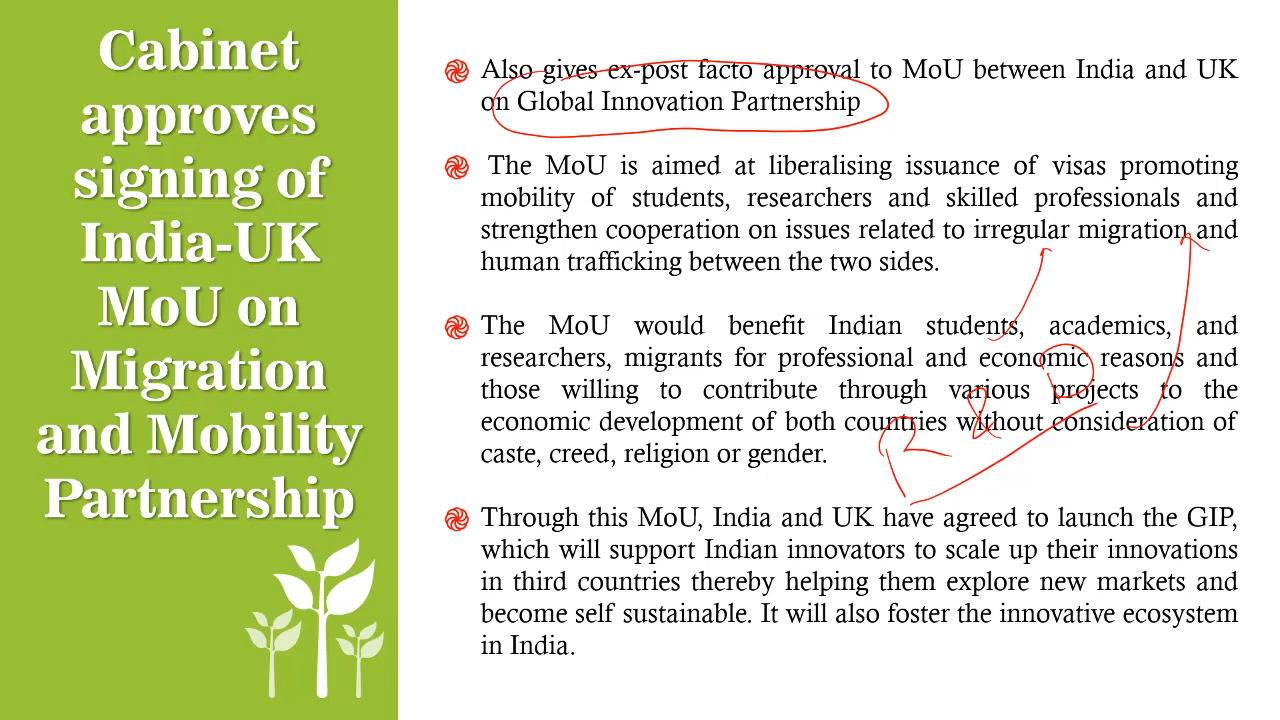 Cabinet
approves
signing of
India-UK
MoU on
Migration
and Mobility
Partnership
Also gives ex-post facto approval to MoU between India and UK
on Global Innovation Partnership
The MoU is aimed at liberalising issuance of visas promoting
mobility of students, researchers and skilled professionals and
strengthen cooperation on issues related to irregular migration and
human trafficking between the two sides.
The MoU would benefit Indian students, academics, and
researchers, migrants for professional and economic reasons and
those willing to contribute through various projects to the
economic development of both countries without consideration of
caste, creed, religion or gender.
R & D
Through this MoU, India and UK have agreed to launch the GIP,
which will support Indian innovators to scale up their innovations
in third countries thereby helping them explore new markets and
become self sustainable. It will also foster the innovative ecosystem
in India.